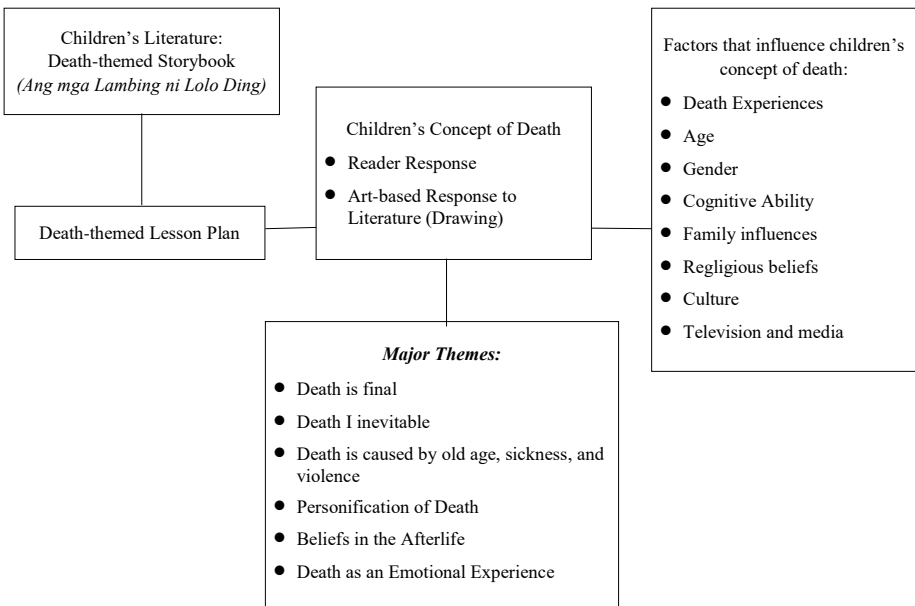 Children’s Literature:
Death-themed Storybook
(Ang mga Lambing ni Lolo Ding)
Death-themed Lesson Plan
Children’s Concept of Death
● Reader Response
● Art-based Response to
Literature (Drawing)
Factors that influence children’s
concept of death:
● Death Experiences
● Age
● Gender
● Cognitive Ability
● Family influences
● Regligious beliefs
● Culture
● Television and media
Major Themes:
● Death is final
● Death I inevitable
● Death is caused by old age, sickness, and
violence
● Personification of Death
● Beliefs in the Afterlife
● Death as an Emotional Experience